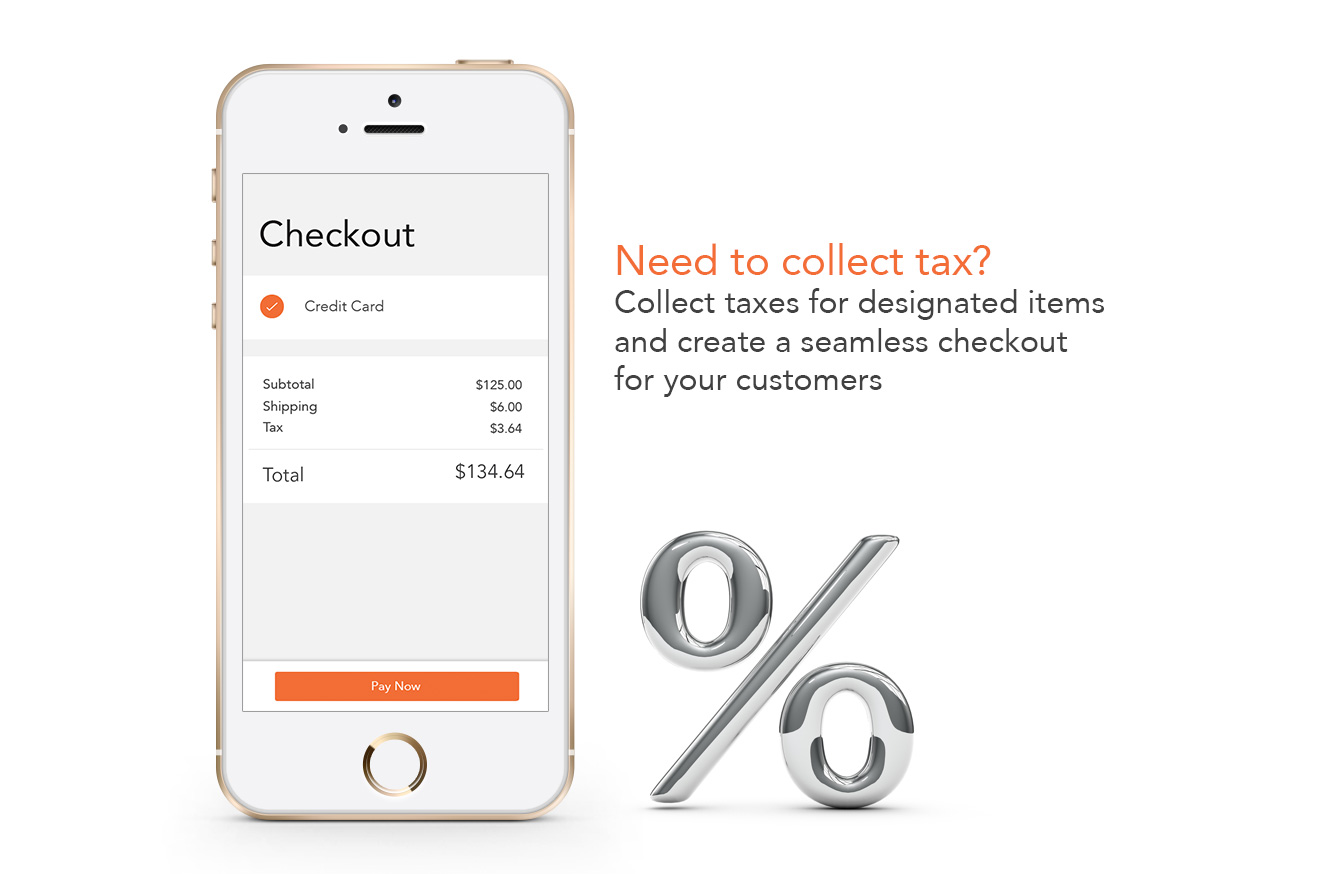 Checkout
Credit Card
Subtotal $125.00
Shipping $6.00
Tax $3.64
Total $134.64
Pay Now
Need to collect tax?
Collect taxes for designated items
and create a seamless checkout
for your customers
%